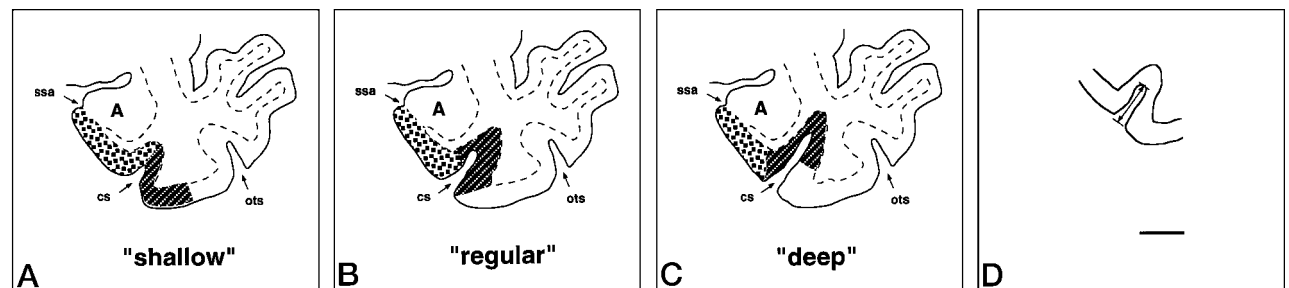 ssa
A
cs
ots
"shallow"
A
ssa
A
cs
ots
"regular"
B
ssa
A
cs
ots
"deep"
C
D